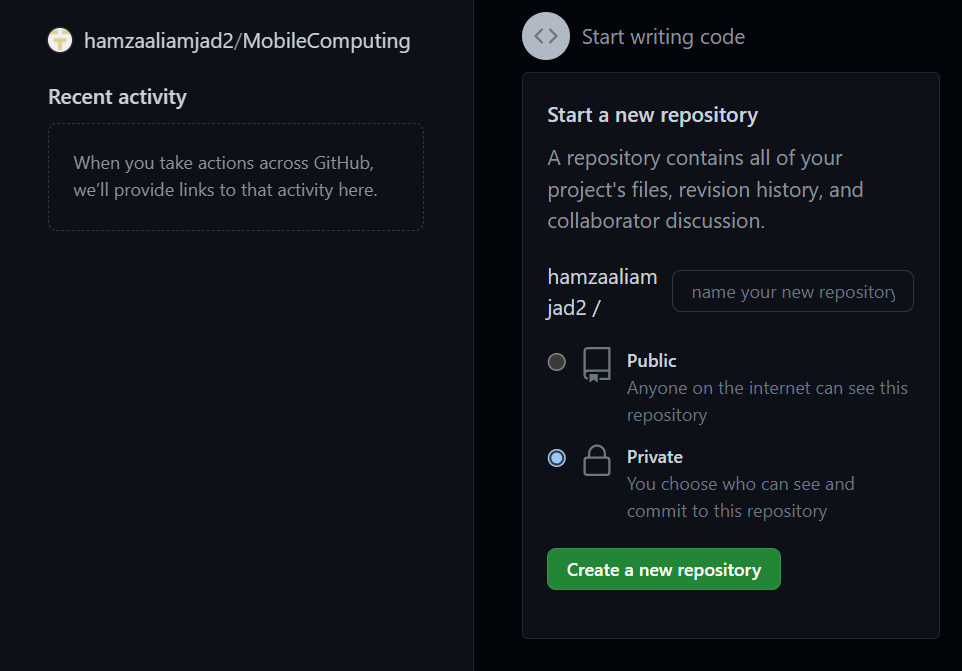 hamzaaliamjad2/MobileComputing
Recent activity
When you take actions across GitHub,
we’ll provide links to that activity here.
Start writing code
Start a new repository
A repository contains all of your
project's files, revision history, and
collaborator discussion.
hamzaaliam
jad2 /
name your new repository
Public
Anyone on the internet can see this
repository
Private
You choose who can see and
commit to this repository
Create a new repository